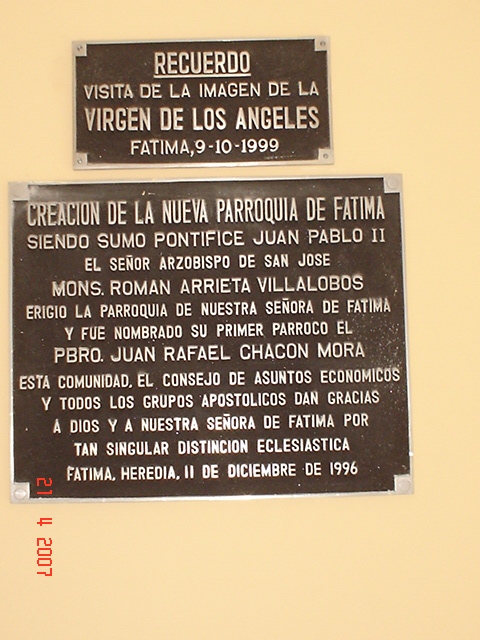 RECUERDO
VISITA DE LA IMAGEN DE LA
VIRGEN DE LOS ANGELES
FATIMA, 9-10-1999
CREACION DE LA NUEVA PARROQUIA DE FATIMA
SIENDO SUMO PONTIFICE JUAN PABLO II
EL SEÑOR ARZOBISPO DE SAN JOSE
MONS. ROMAN ARRIETA VILLALOBOS
ERIGIO LA PARROQUIA DE NUESTRA SEÑORA DE FATIMA
Y FUE NOMBRADO SU PRIMER PARROCO EL
PBRO. JUAN RAFAEL CHACON MORA
ESTA COMUNIDAD, EL CONSEJO DE ASUNTOS ECONOMICOS
Y TODOS LOS GRUPOS APOSTOLICOS DAN GRACIAS
A DIOS Y A NUESTRA SEÑORA DE FATIMA POR
TAN SINGULAR DISTINCION ECLESIASTICA
FATIMA, HEREDIA, 11 DE DICIEMBRE DE 1996
21 4 2007